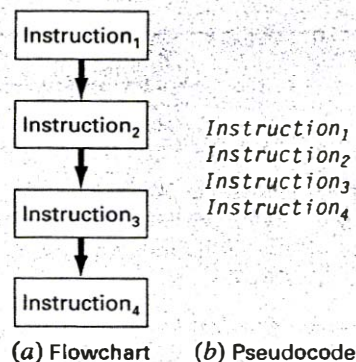 Instruction₁
Instruction₂
Instruction₃
Instruction₄
Instruction₁
Instruction₂
Instruction₃
Instruction₄
(a) Flowchart (b) Pseudocode